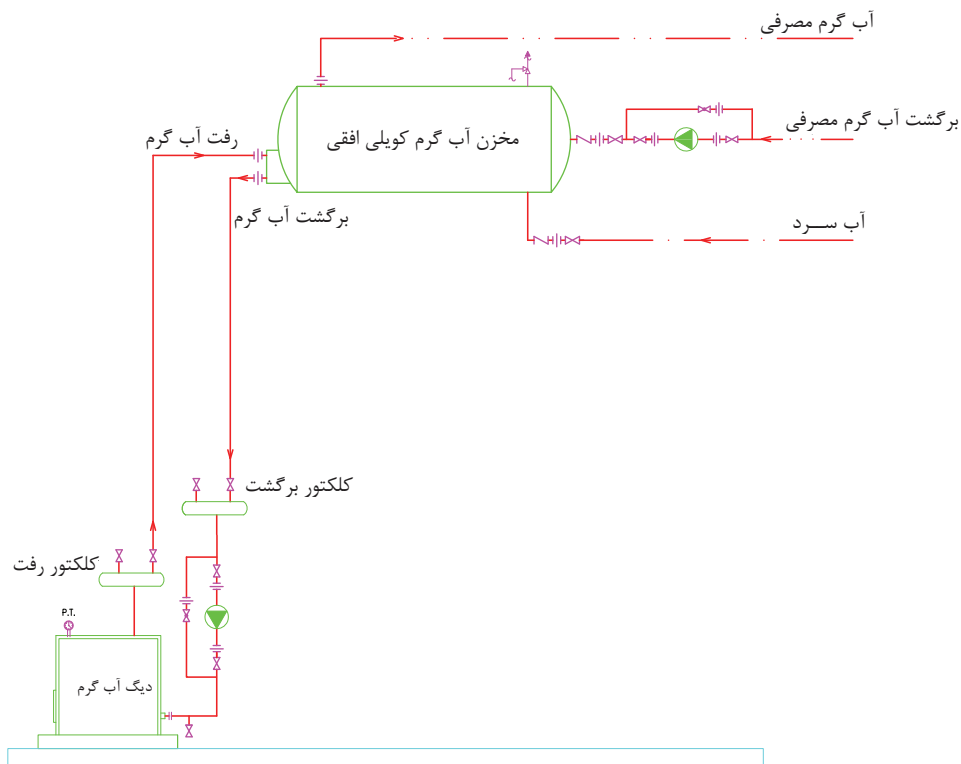 آب گرم مصرفی
برگشت آب گرم مصرفی
مخزن آب گرم کویلی افقی
رفت آب گرم
برگشت آب گرم
آب ســرد
کلکتور برگشت
کلکتور رفت
P.T.
دیگ آب گرم